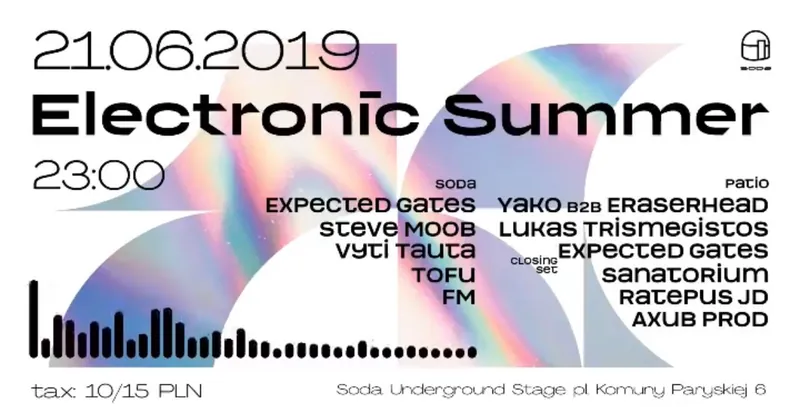 21.06.2019
SODA
Electronic Summer
23:00
SODA
EXPECTED GATES
STEVE MOOB
VYTI TAUTA
TOFU
FM
PATIO
YAKO B2B ERASERHEAD
LUKAS TRISMEGISTOS
CLOSING SET EXPECTED GATES
SANATORIUM
RATEPUS JD
AXUB PROD
tax: 10/15 PLN
Soda Underground Stage pl. Komuny Paryskiej 6